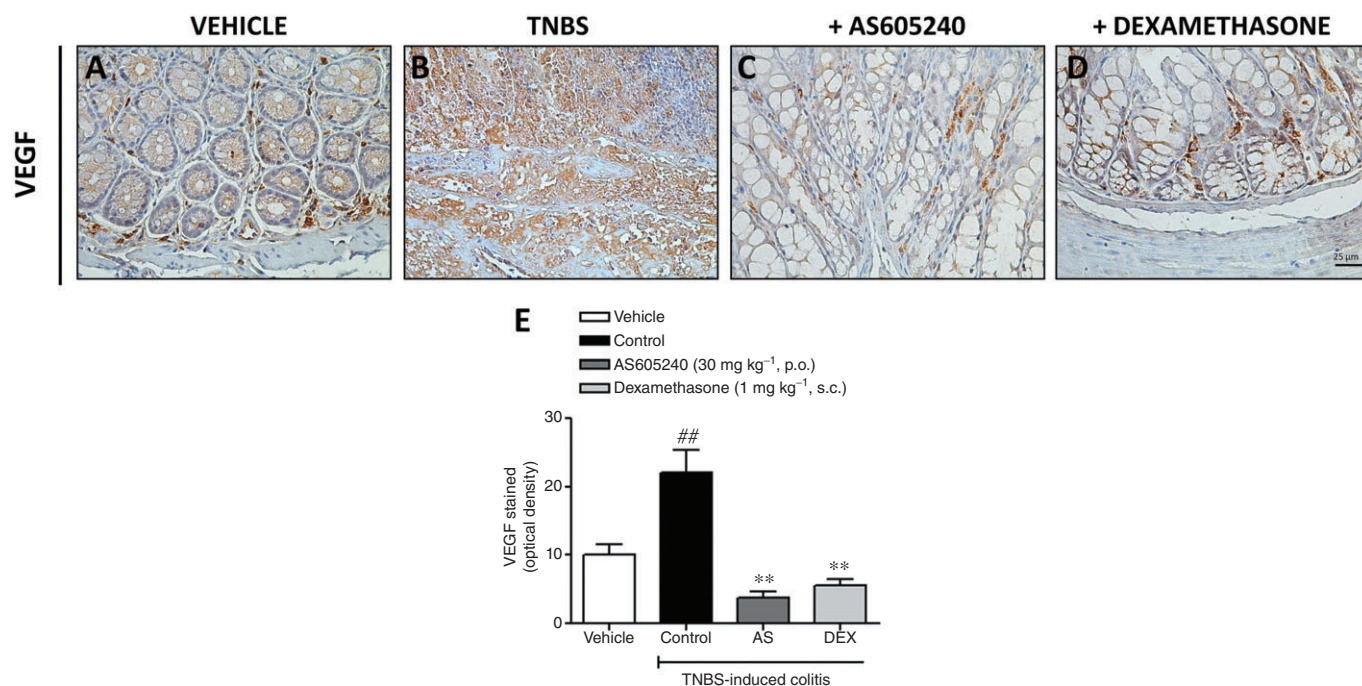 VEHICLE
TNBS
+ AS605240
+ DEXAMETHASONE
VEGF
A
B
C
D
25 µm
E
Vehicle
Control
AS605240 (30 mg kg⁻¹, p.o.)
Dexamethasone (1 mg kg⁻¹, s.c.)
VEGF stained
(optical density)
30
20
10
0
##
**
**
Vehicle
Control
AS
DEX
TNBS-induced colitis